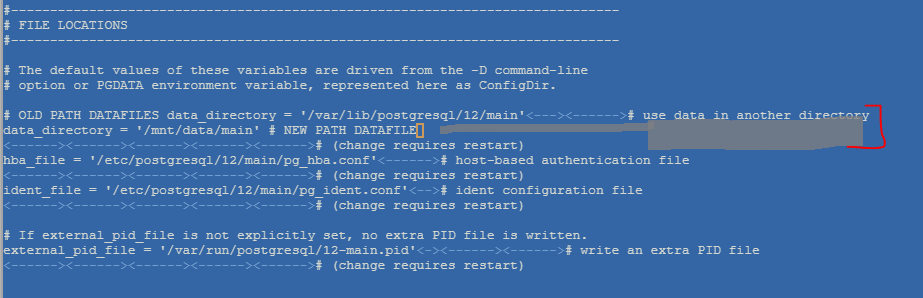 #------------------------------------------------------------------------------
# FILE LOCATIONS
#------------------------------------------------------------------------------
# The default values of these variables are driven from the -D command-line
# option or PGDATA environment variable, represented here as ConfigDir.
# OLD PATH DATAFILES data_directory = '/var/lib/postgresql/12/main'<---><------># use data in another directory
data_directory = '/mnt/data/main' # NEW PATH DATAFILE
<------><------><------><------><------># (change requires restart)
hba_file = '/etc/postgresql/12/main/pg_hba.conf'<------># host-based authentication file
<------><------><------><------><------># (change requires restart)
ident_file = '/etc/postgresql/12/main/pg_ident.conf'<--># ident configuration file
<------><------><------><------><------># (change requires restart)
# If external_pid_file is not explicitly set, no extra PID file is written.
external_pid_file = '/var/run/postgresql/12-main.pid'<-><------><------># write an extra PID file
<------><------><------><------><------># (change requires restart)